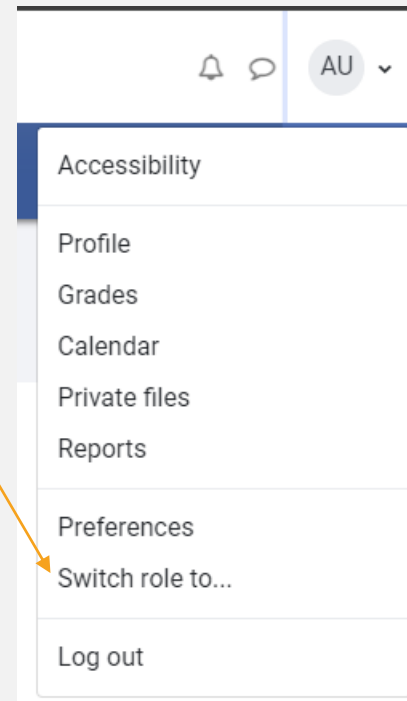 AU
Accessibility
Profile
Grades
Calendar
Private files
Reports
Preferences
Switch role to...
Log out